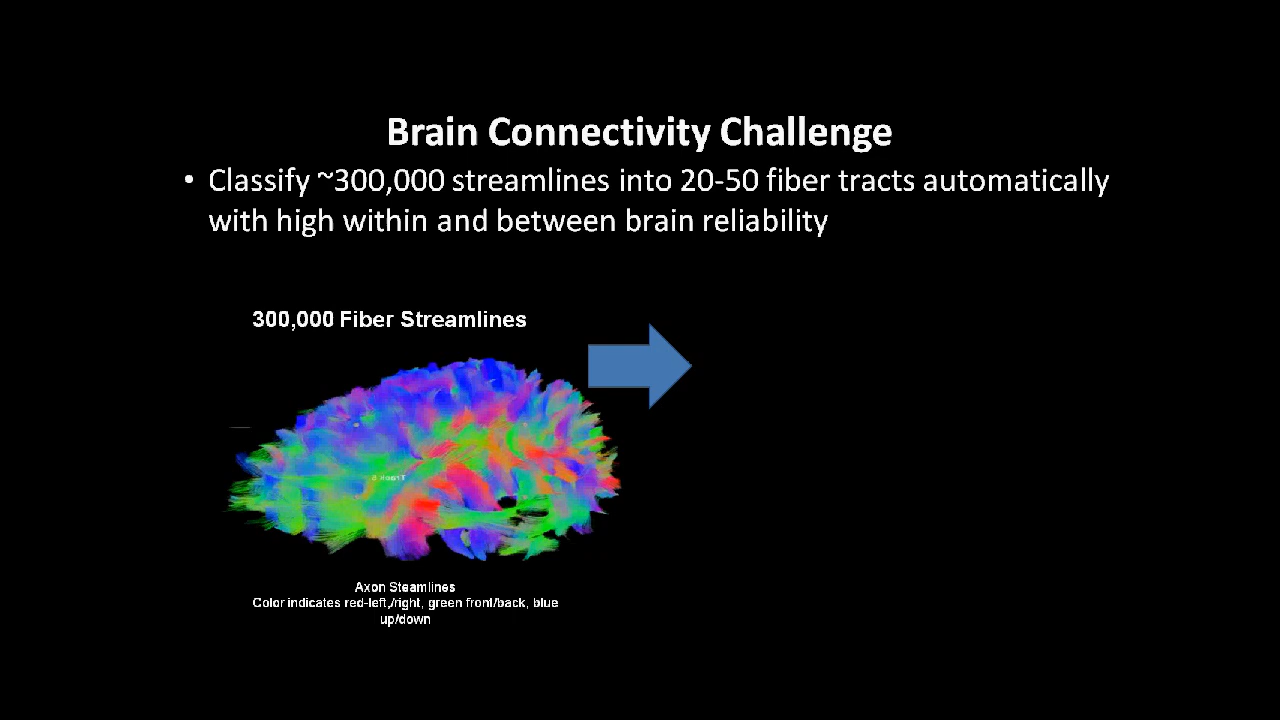 Brain Connectivity Challenge
• Classify ~300,000 streamlines into 20-50 fiber tracts automatically
with high within and between brain reliability
300,000 Fiber Streamlines
Axon Steamlines
Color indicates red-left,/right, green front/back, blue
up/down